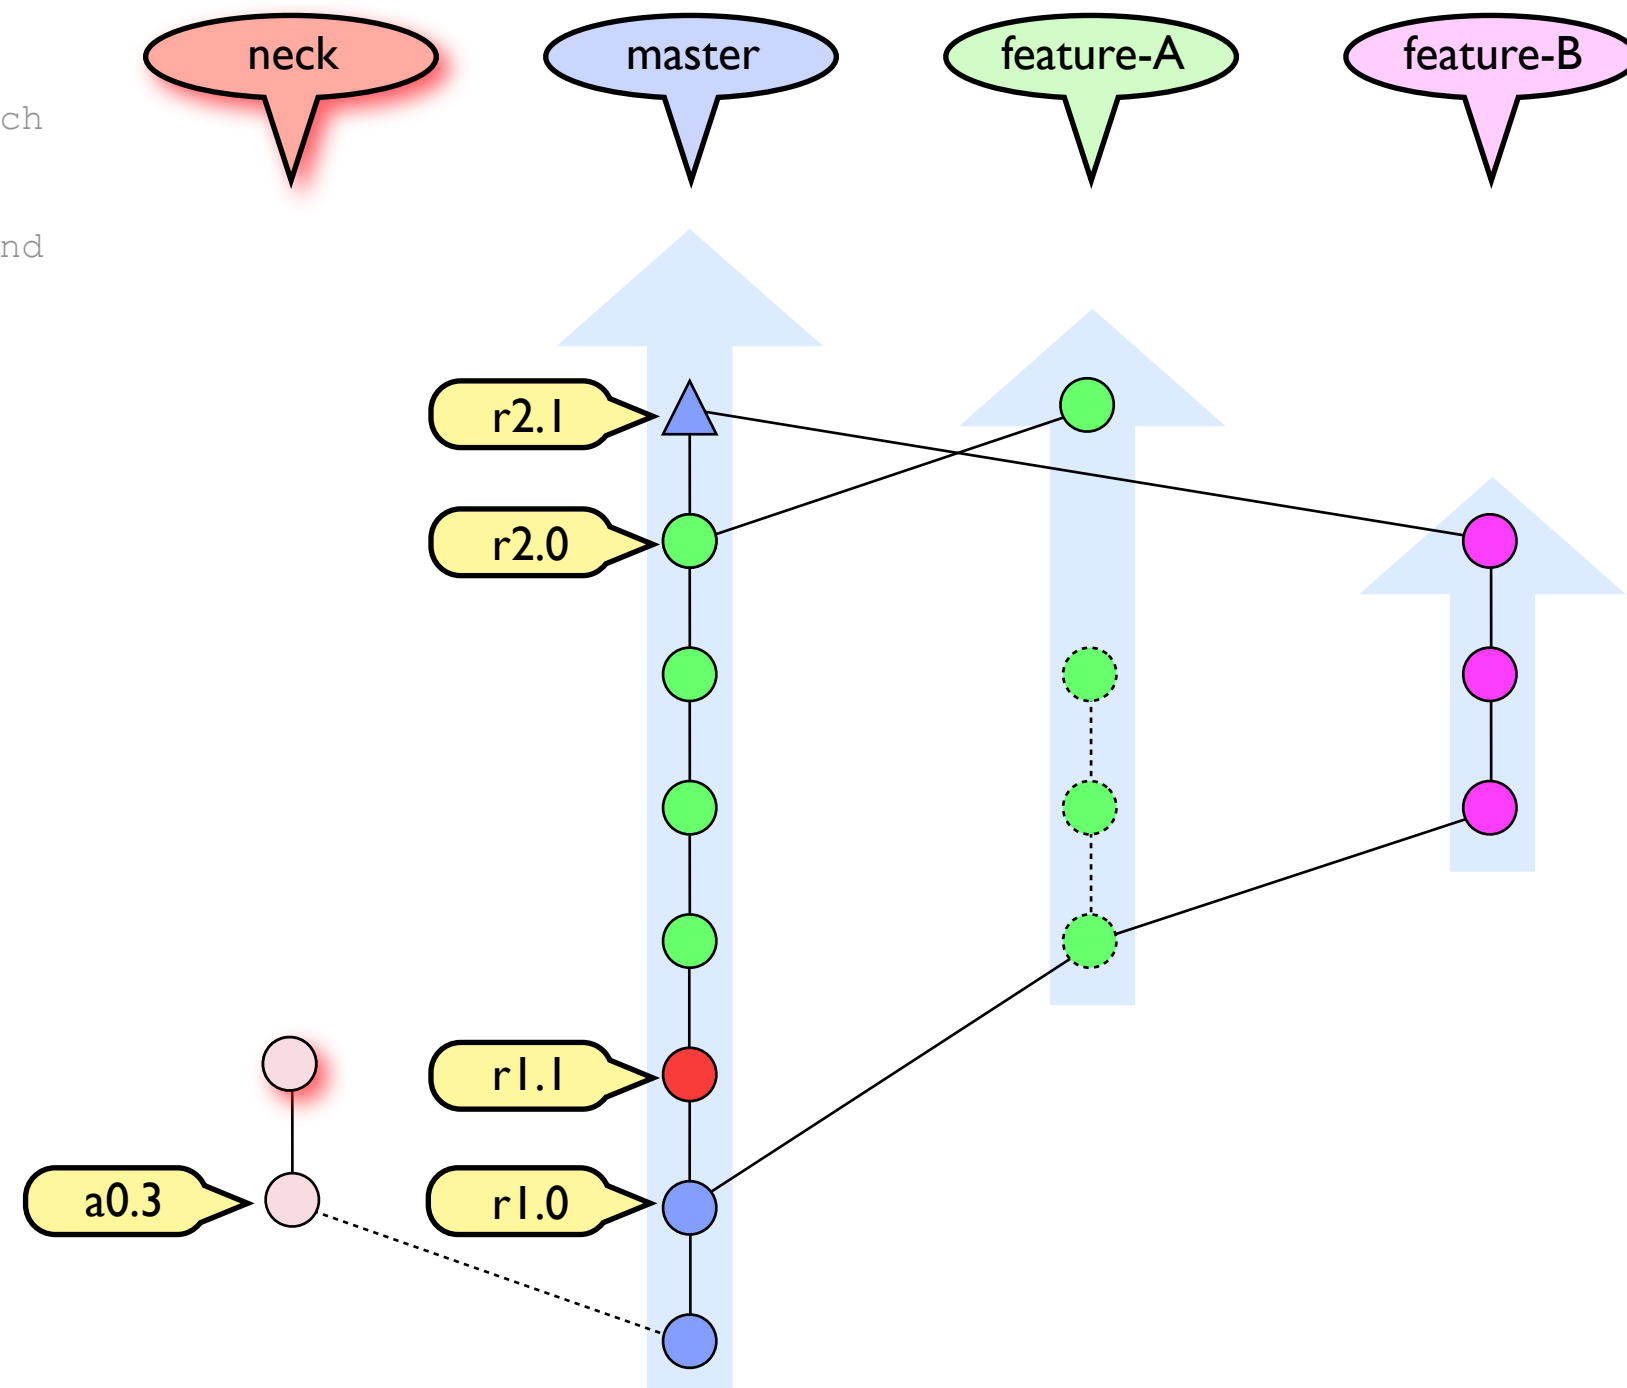 neck
master
feature-A
feature-B
ch
nd
r2.1
r2.0
r1.1
a0.3
r1.0